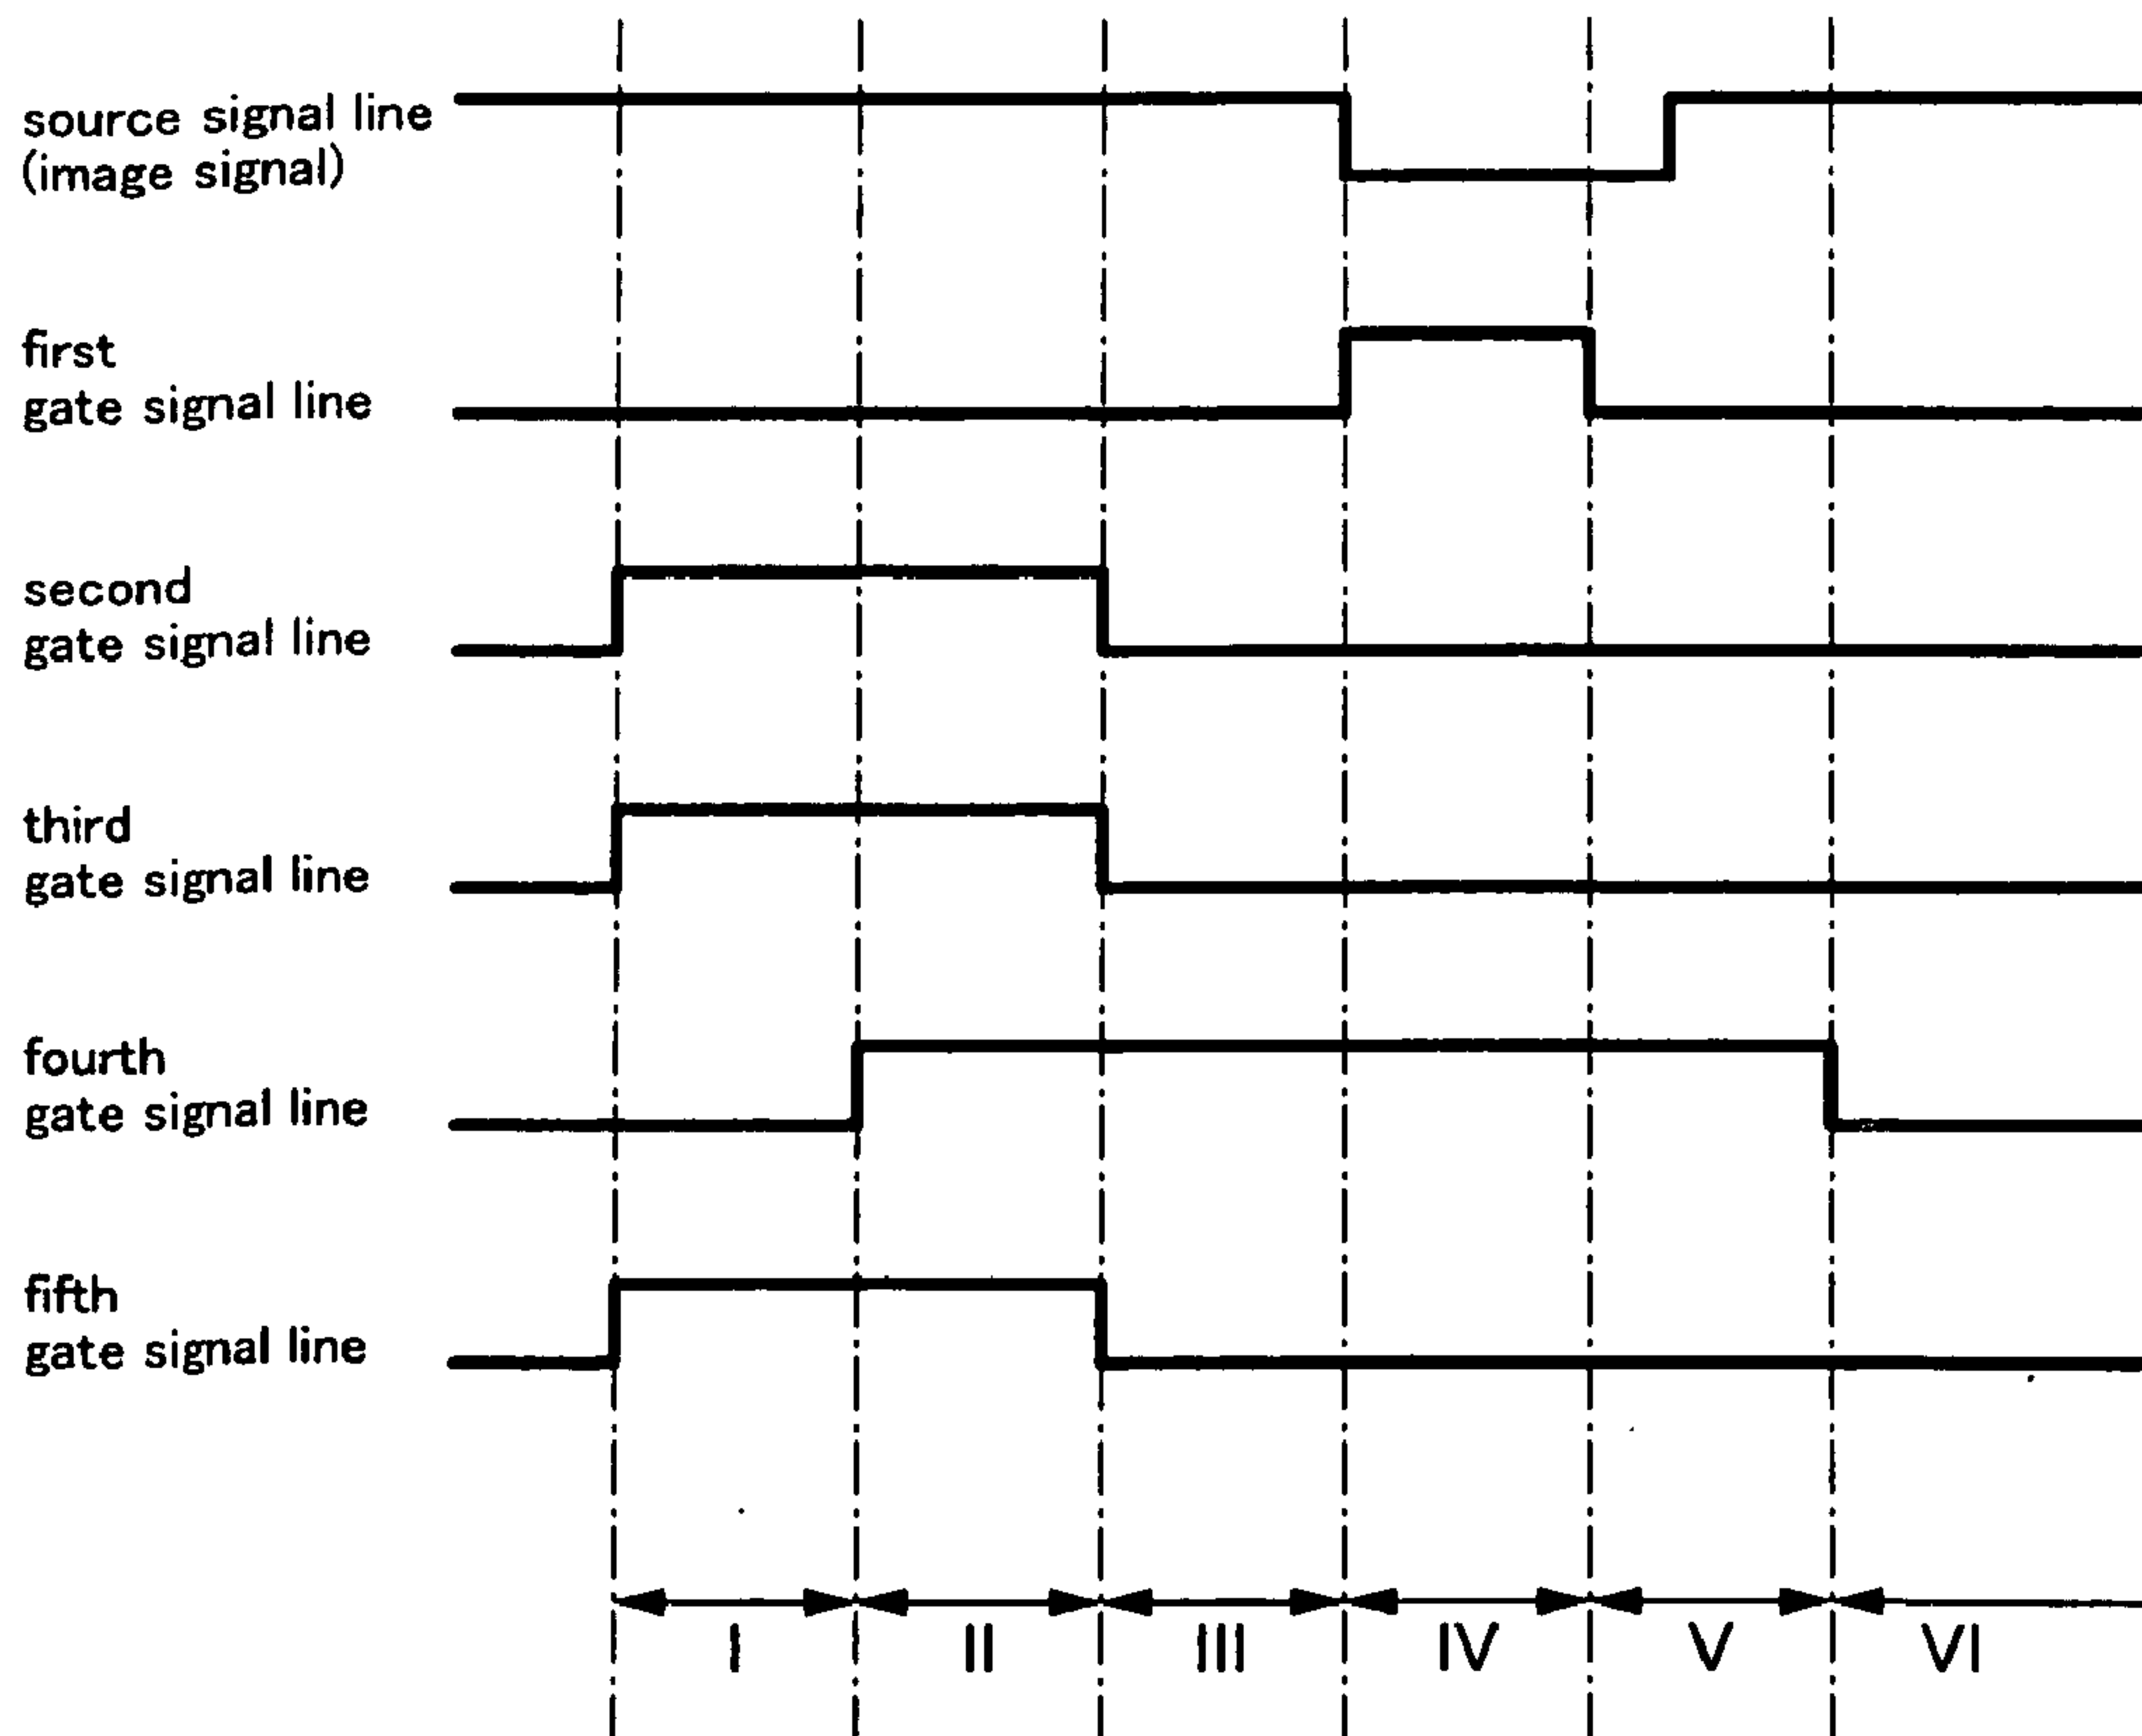 source signal line
(image signal)
first
gate signal line
second
gate signal line
third
gate signal line
fourth
gate signal line
fifth
gate signal line
I II III IV V VI